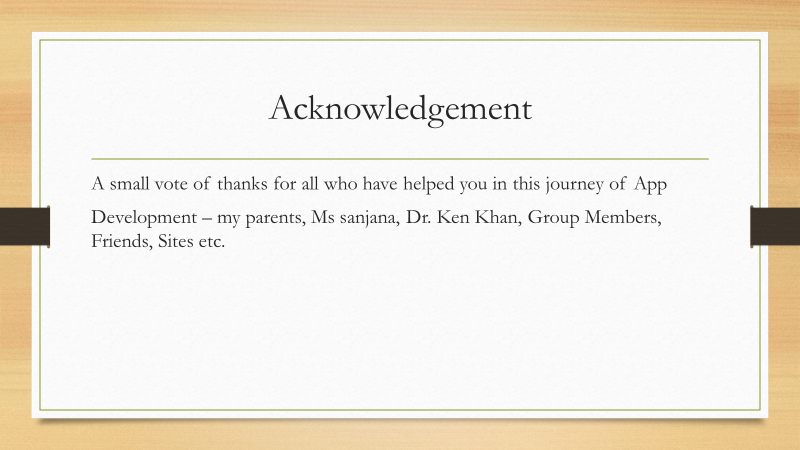 Acknowledgement
A small vote of thanks for all who have helped you in this journey of App
Development – my parents, Ms sanjana, Dr. Ken Khan, Group Members,
Friends, Sites etc.